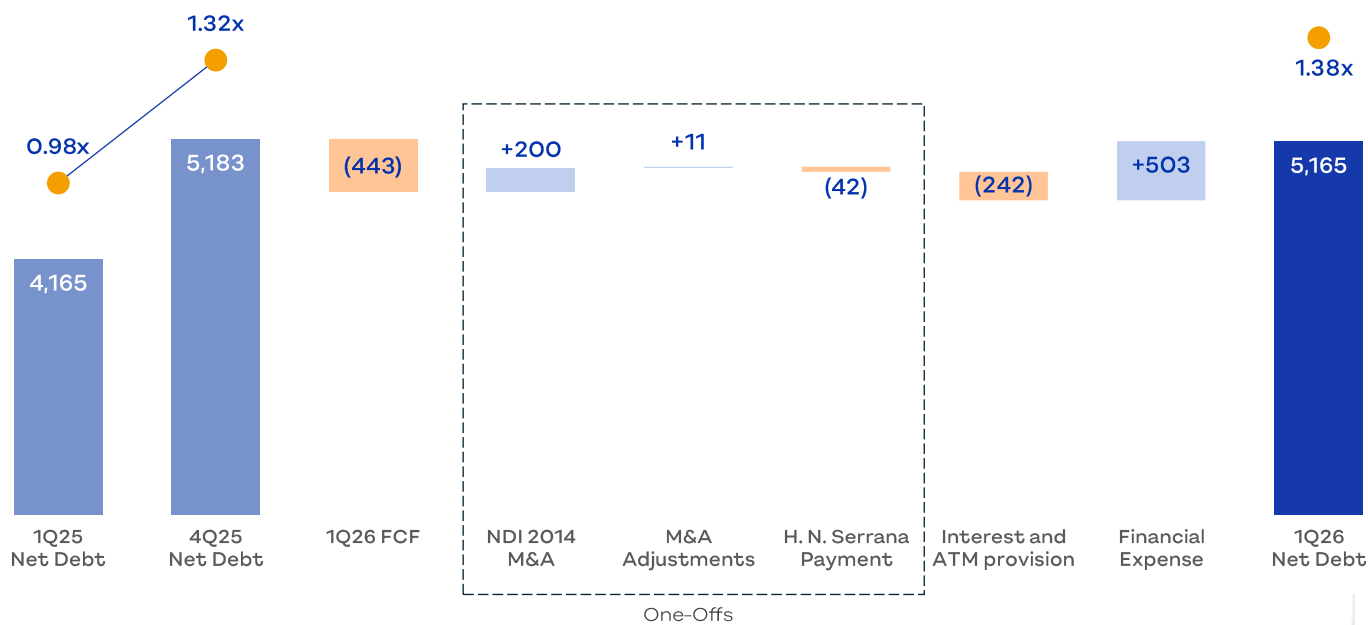 1.32x
1.38x
0.98x
5,183
(443)
+200
+11
(42)
(242)
+503
5,165
4,165
1Q25
Net Debt
4Q25
Net Debt
1Q26 FCF
NDI 2014
M&A
M&A
Adjustments
H. N. Serrana
Payment
Interest and
ATM provision
Financial
Expense
1Q26
Net Debt
One-Offs